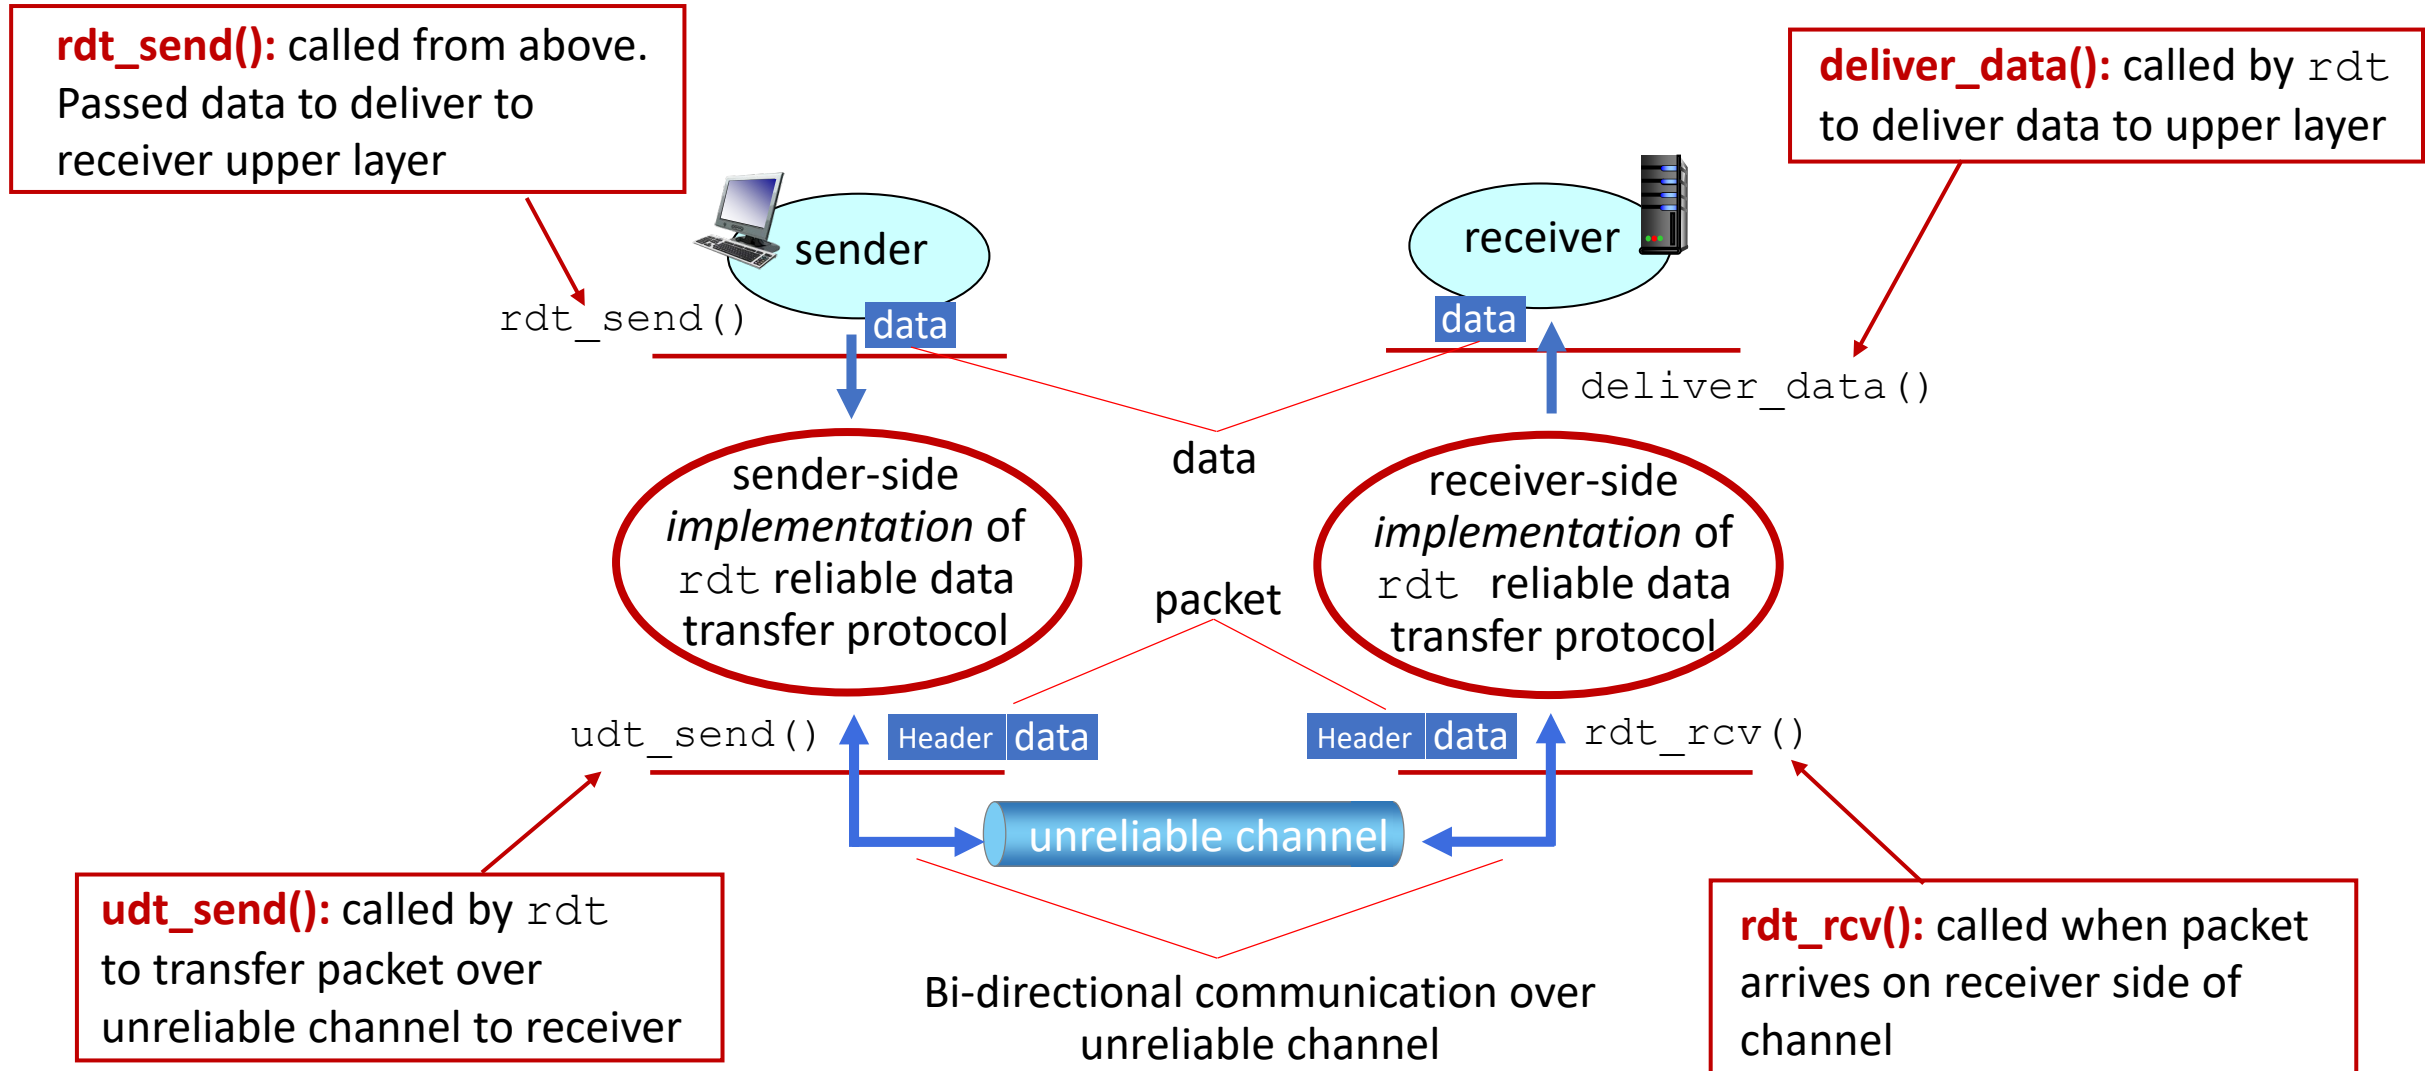 rdt_send(): called from above.
Passed data to deliver to
receiver upper layer
deliver_data(): called by rdt
to deliver data to upper layer
sender
receiver
rdt_send()
data
data
deliver_data()
data
sender-side
implementation of
rdt reliable data
transfer protocol
receiver-side
implementation of
rdt reliable data
transfer protocol
packet
udt_send()
Header data
Header data
rdt_rcv()
unreliable channel
udt_send(): called by rdt
to transfer packet over
unreliable channel to receiver
Bi-directional communication over
unreliable channel
rdt_rcv(): called when packet
arrives on receiver side of
channel